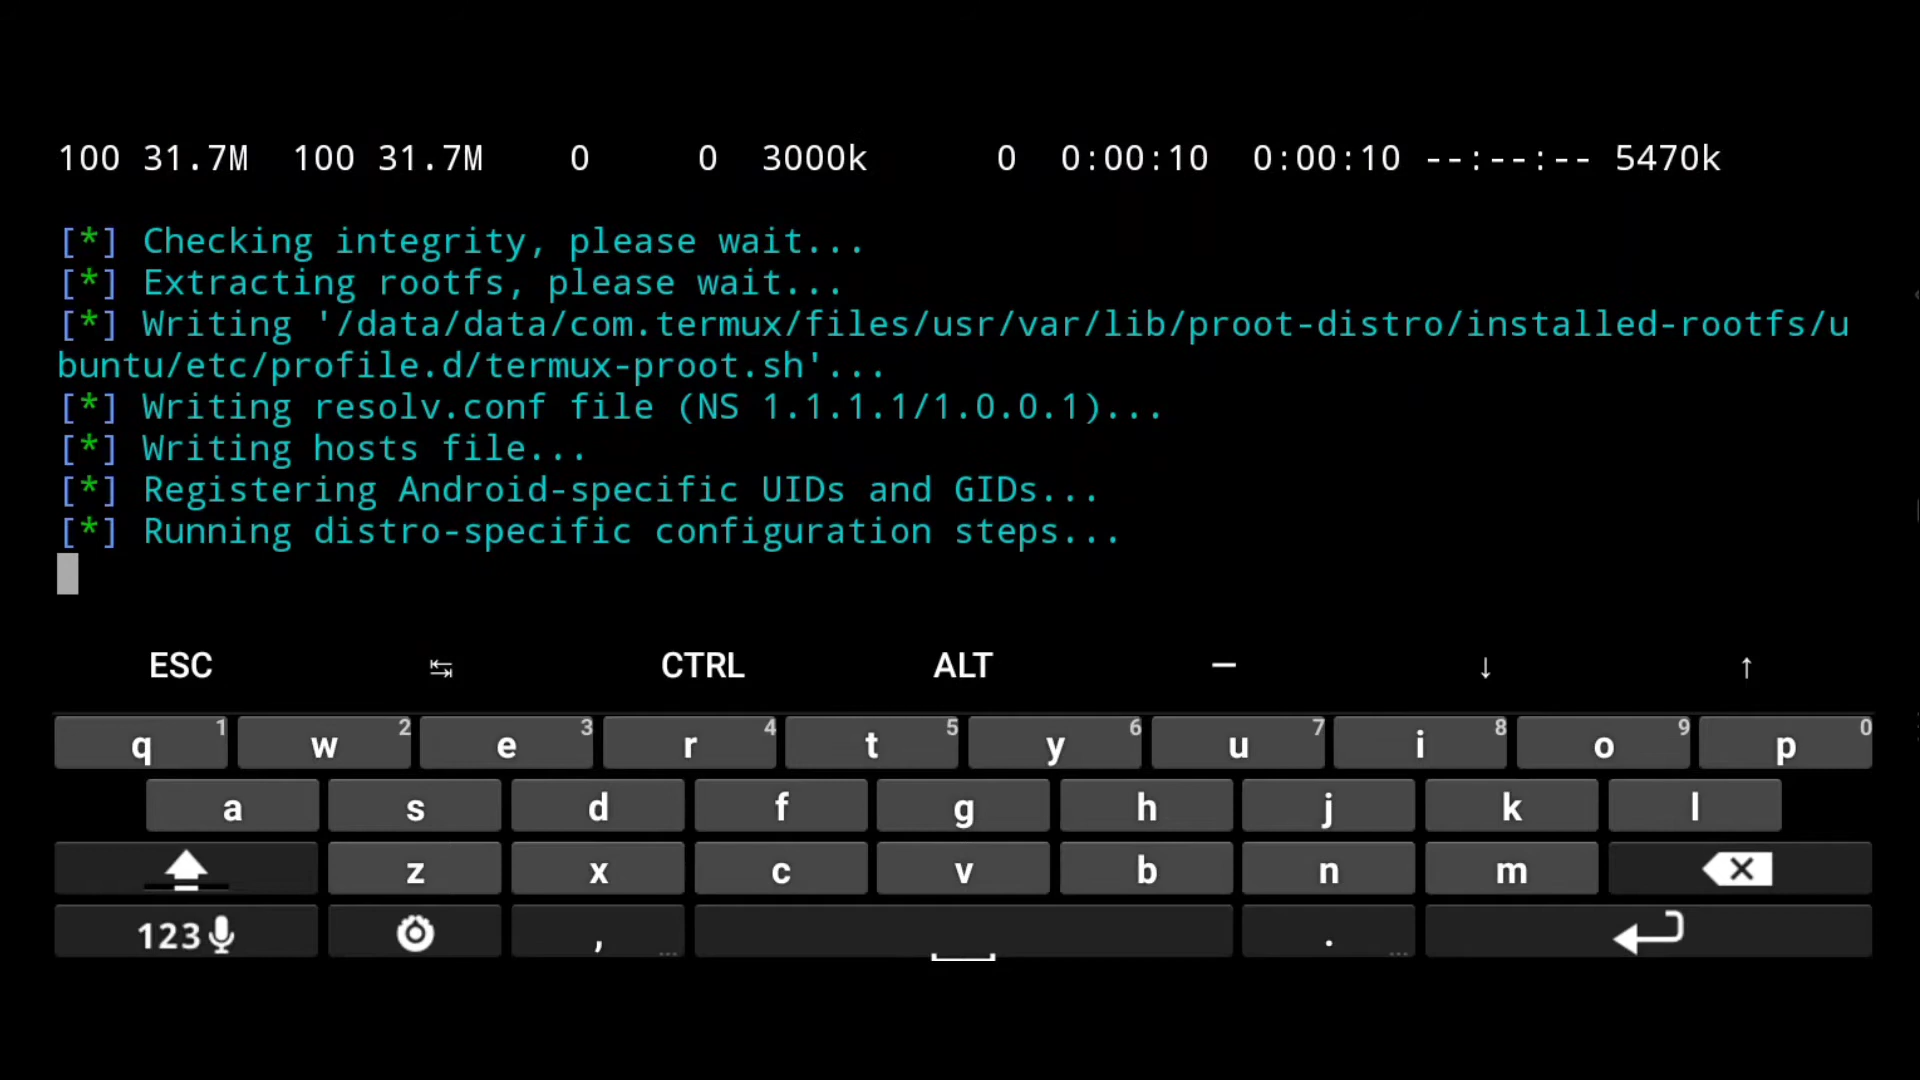 100 31.7M  100 31.7M    0     0  3000k      0  0:00:10  0:00:10 --:--:-- 5470k
[*] Checking integrity, please wait...
[*] Extracting rootfs, please wait...
[*] Writing '/data/data/com.termux/files/usr/var/lib/proot-distro/installed-rootfs/u
buntu/etc/profile.d/termux-proot.sh'...
[*] Writing resolv.conf file (NS 1.1.1.1/1.0.0.1)...
[*] Writing hosts file...
[*] Registering Android-specific UIDs and GIDs...
[*] Running distro-specific configuration steps...
ESC ↹ CTRL ALT — ↓ ↑
q 1 w 2 e 3 r 4 t 5 y 6 u 7 i 8 o 9 p 0
a s d f g h j k l
z x c v b n m
123 , ... . ...